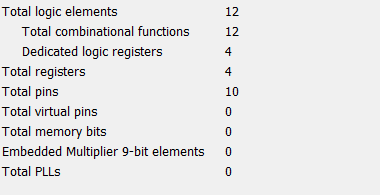 Total logic elements 12
Total combinational functions 12
Dedicated logic registers 4
Total registers 4
Total pins 10
Total virtual pins 0
Total memory bits 0
Embedded Multiplier 9-bit elements 0
Total PLLs 0